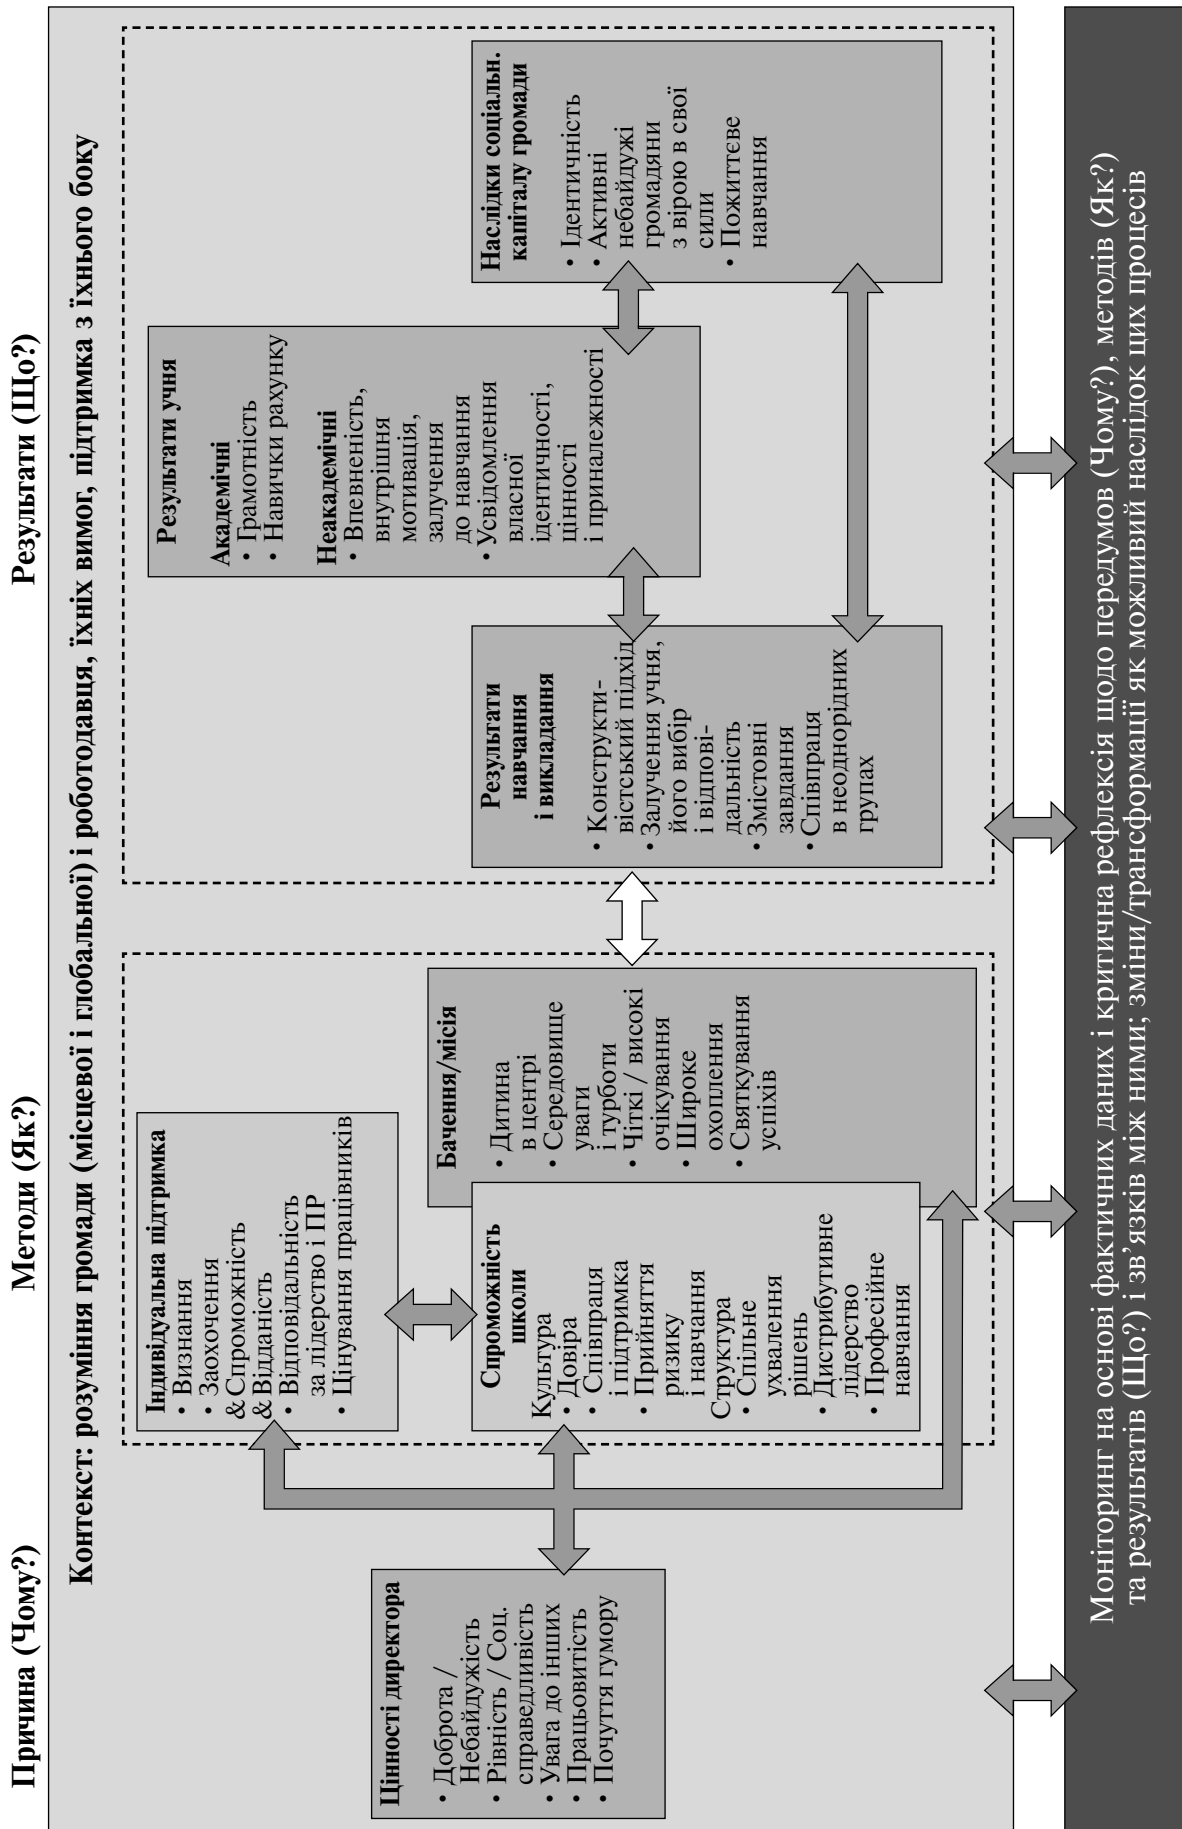 Причина (Чому?)
Методи (Як?)
Результати (Що?)
Контекст: розуміння громади (місцевої і глобальної) і роботодавця, їхніх вимог, підтримка з їхнього боку
Цінності директора
• Доброта /
Небайдужість
• Рівність / Соц.
справедливість
• Увага до інших
• Працьовитість
• Почуття гумору
Індивідуальна підтримка
• Визнання
• Заохочення
& Спроможність
& Відданість
• Відповідальність
за лідерство і ПР
• Цінування працівників
Спроможність
школи
Культура
• Довіра
• Співпраця
і підтримка
• Прийняття
ризику
і навчання
Структура
• Спільне
ухвалення
рішень
• Дистрибутивне
лідерство
• Професійне
навчання
Бачення/місія
• Дитина
в центрі
• Середовище
уваги
і турботи
• Чіткі / високі
очікування
• Широке
охоплення
• Святкування
успіхів
Результати
навчання
і викладання
• Конструкти-
вістський підхід
• Залучення учня,
його вибір
і відпові-
дальність
• Змістовні
завдання
• Співпраця
в неоднорідних
групах
Результати учня
Академічні
• Грамотність
• Навички рахунку
Неакадемічні
• Впевненість,
внутрішня
мотивація,
залучення
до навчання
• Усвідомлення
власної
ідентичності,
цінності
і приналежності
Наслідки соціальн.
капіталу громади
• Ідентичність
• Активні
небайдужі
громадяни
з вірою в свої
сили
• Пожиттєве
навчання
Моніторинг на основі фактичних даних і критична рефлексія щодо передумов (Чому?), методів (Як?)
та результатів (Що?) і зв’язків між ними; зміни/трансформації як можливий наслідок цих процесів